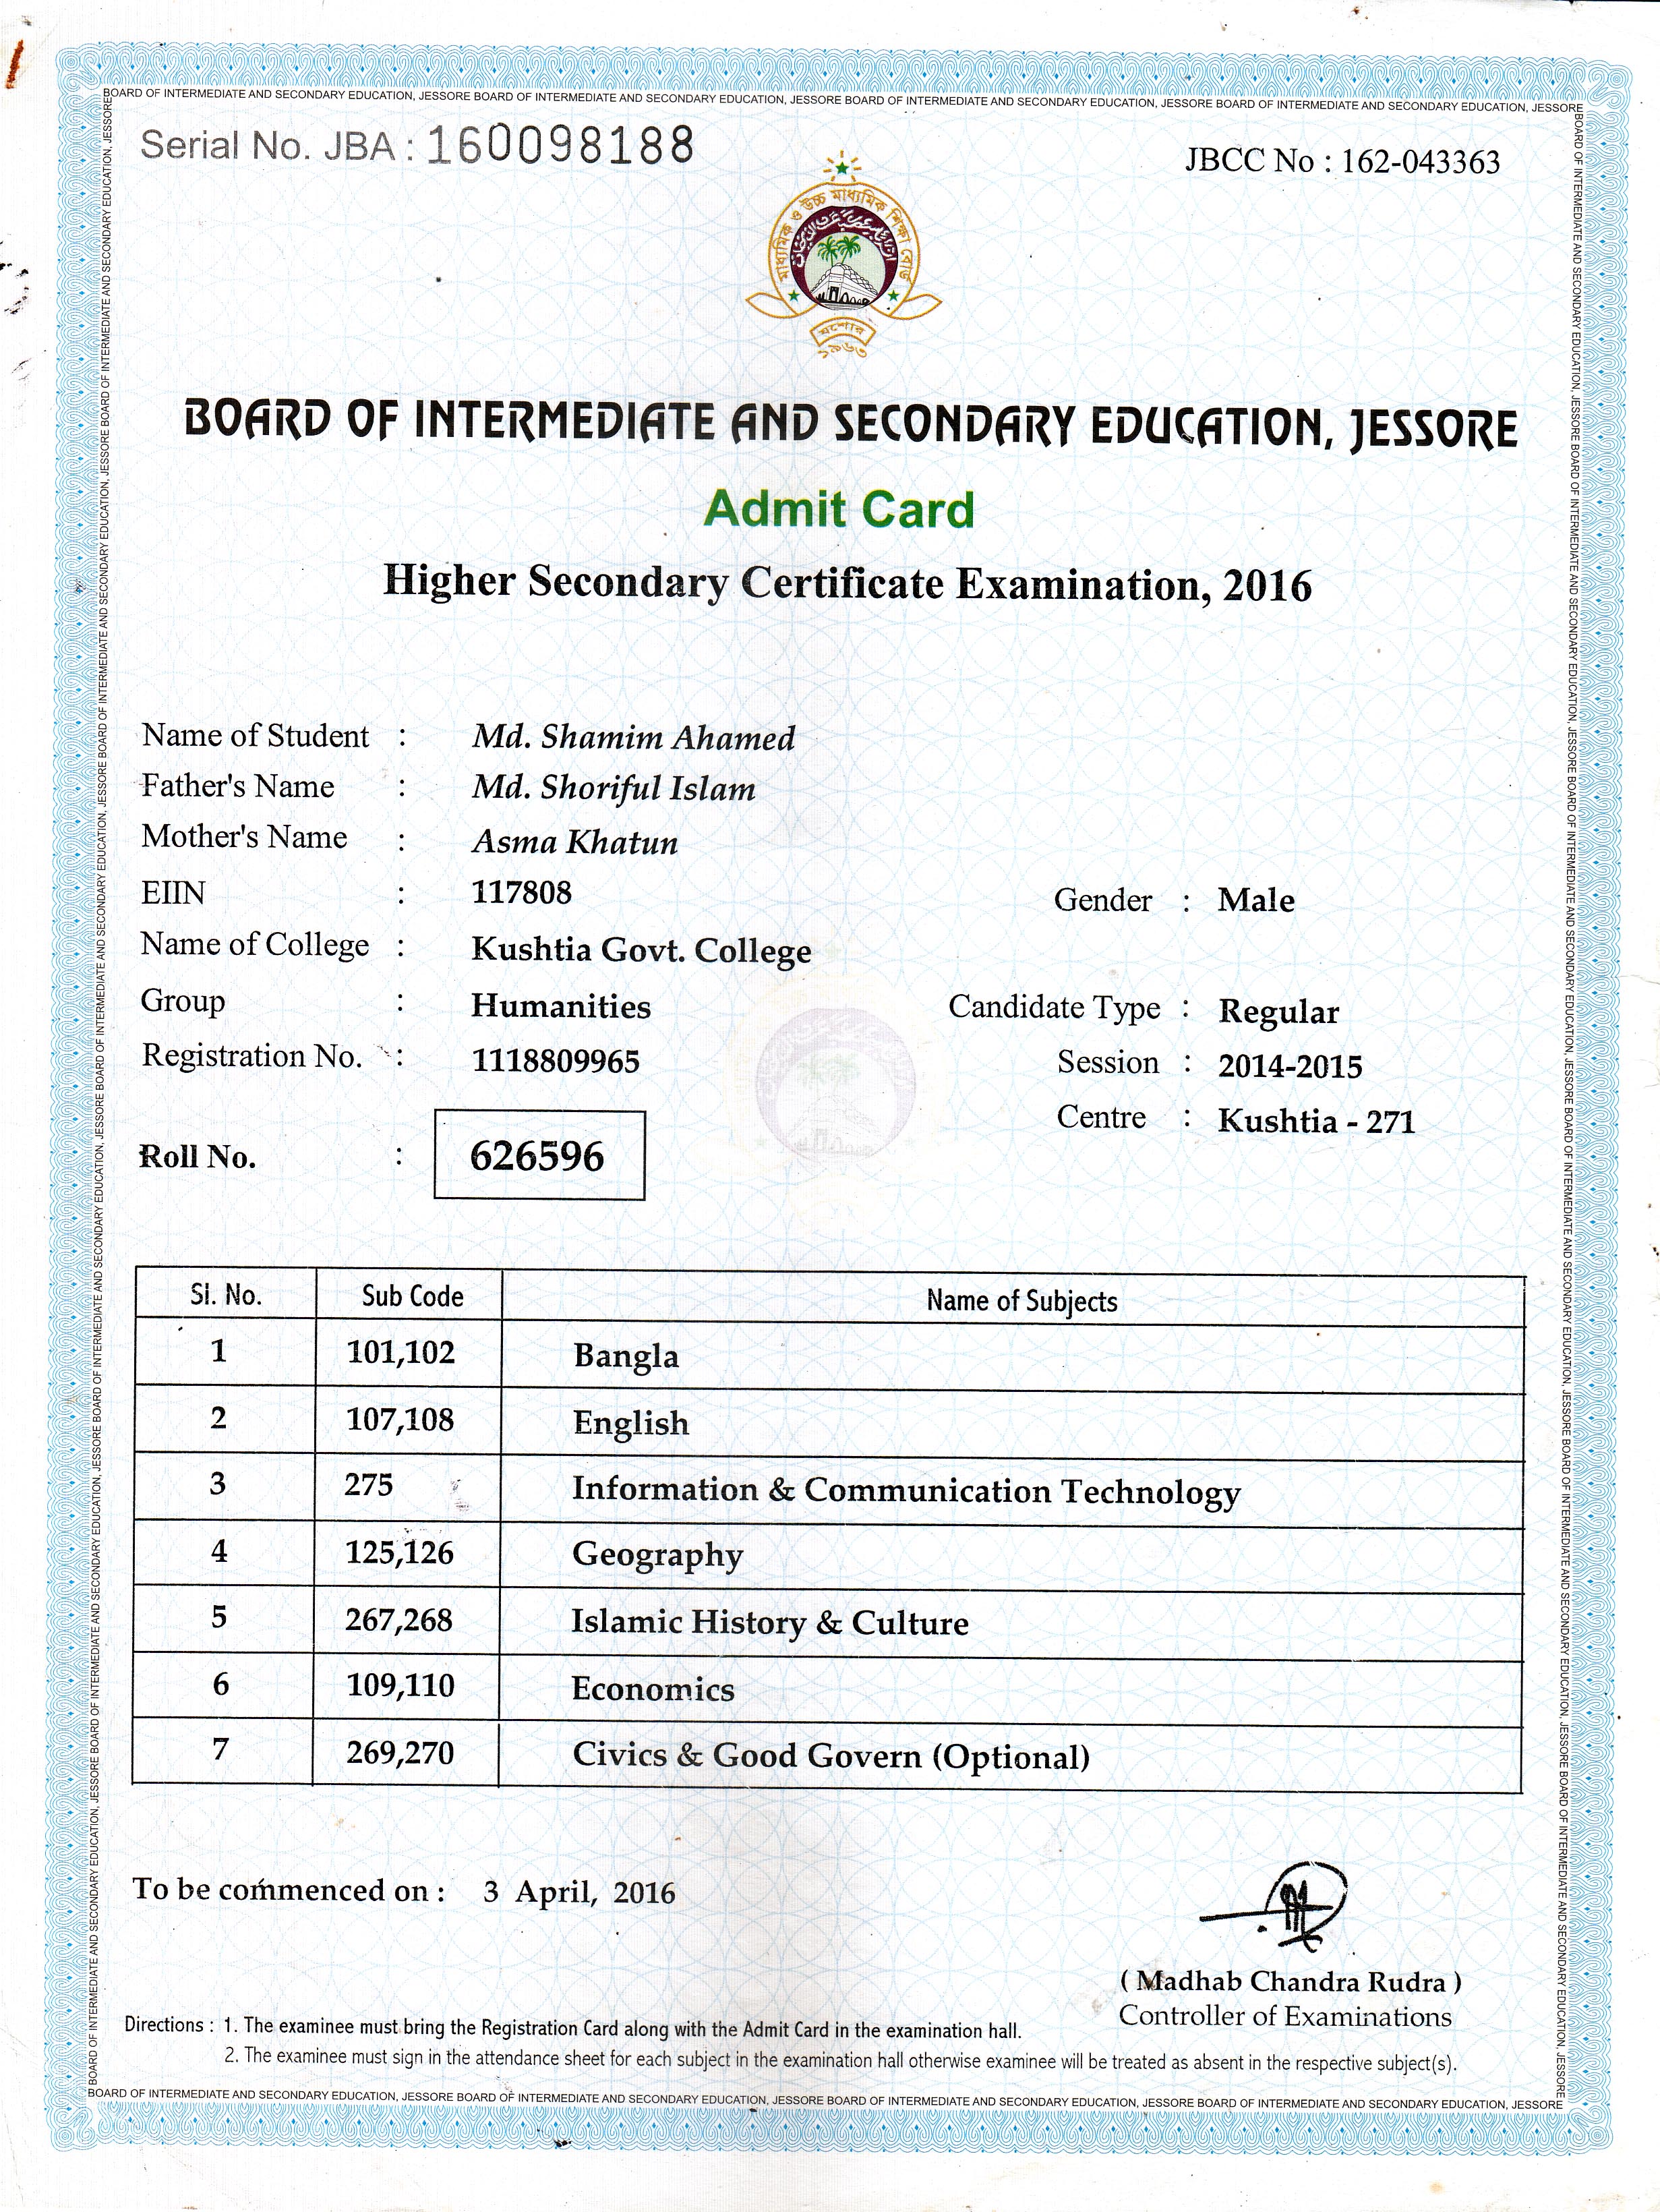 BOARD OF INTERMEDIATE AND SECONDARY EDUCATION, JESSORE BOARD OF INTERMEDIATE AND SECONDARY EDUCATION, JESSORE BOARD OF INTERMEDIATE AND SECONDARY EDUCATION, JESSORE BOARD OF INTERMEDIATE AND SECONDARY EDUCATION, JESSORE
Serial No. JBA : 160098188
JBCC No : 162-043363
মাধ্যমিক ও উচ্চ মাধ্যমিক শিক্ষা বোর্ড
যশোর
১৯৬৩
BOARD OF INTERMEDIATE AND SECONDARY EDUCATION, JESSORE
Admit Card
Higher Secondary Certificate Examination, 2016
Name of Student : Md. Shamim Ahamed
Father's Name : Md. Shoriful Islam
Mother's Name : Asma Khatun
EIIN : 117808 Gender : Male
Name of College : Kushtia Govt. College
Group : Humanities Candidate Type : Regular
Registration No. : 1118809965 Session : 2014-2015
Centre : Kushtia - 271
Roll No. : 626596
Sl. No. Sub Code Name of Subjects
1 101,102 Bangla
2 107,108 English
3 275 Information & Communication Technology
4 125,126 Geography
5 267,268 Islamic History & Culture
6 109,110 Economics
7 269,270 Civics & Good Govern (Optional)
To be commenced on : 3 April, 2016
( Madhab Chandra Rudra )
Controller of Examinations
Directions : 1. The examinee must bring the Registration Card along with the Admit Card in the examination hall.
2. The examinee must sign in the attendance sheet for each subject in the examination hall otherwise examinee will be treated as absent in the respective subject(s).
BOARD OF INTERMEDIATE AND SECONDARY EDUCATION, JESSORE BOARD OF INTERMEDIATE AND SECONDARY EDUCATION, JESSORE BOARD OF INTERMEDIATE AND SECONDARY EDUCATION, JESSORE BOARD OF INTERMEDIATE AND SECONDARY EDUCATION, JESSORE